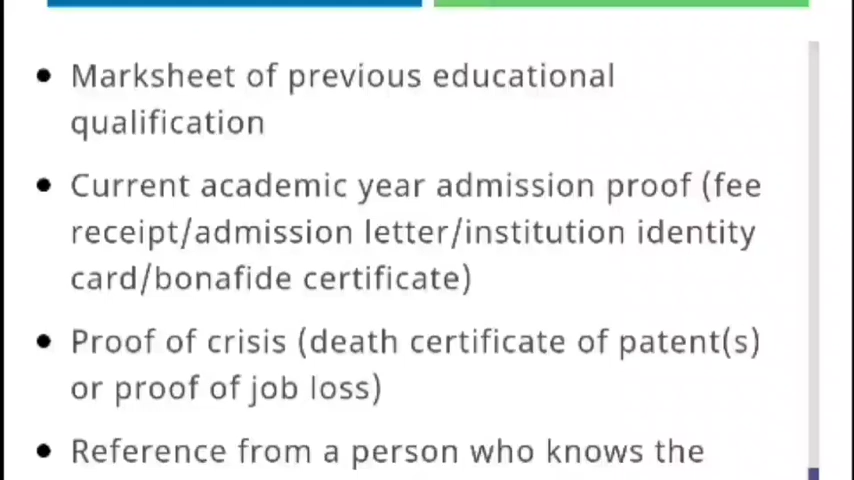 Marksheet of previous educational
qualification
Current academic year admission proof (fee
receipt/admission letter/institution identity
card/bonafide certificate)
Proof of crisis (death certificate of patent(s)
or proof of job loss)
Reference from a person who knows the